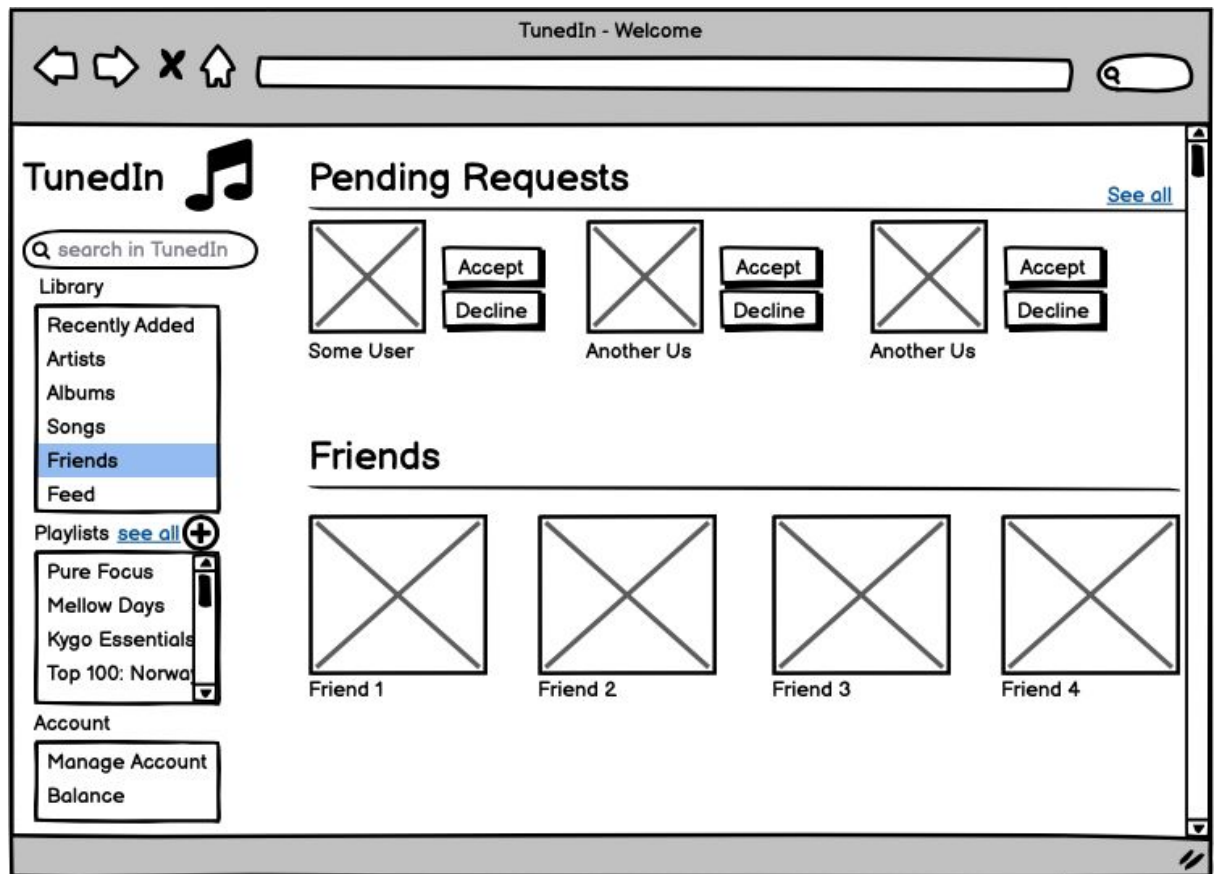 TunedIn - Welcome
TunedIn
search in TunedIn
Library
Recently Added
Artists
Albums
Songs
Friends
Feed
Playlists see all
Pure Focus
Mellow Days
Kygo Essentials
Top 100: Norway
Account
Manage Account
Balance
Pending Requests
See all
Accept
Decline
Some User
Accept
Decline
Another Us
Accept
Decline
Another Us
Friends
Friend 1
Friend 2
Friend 3
Friend 4